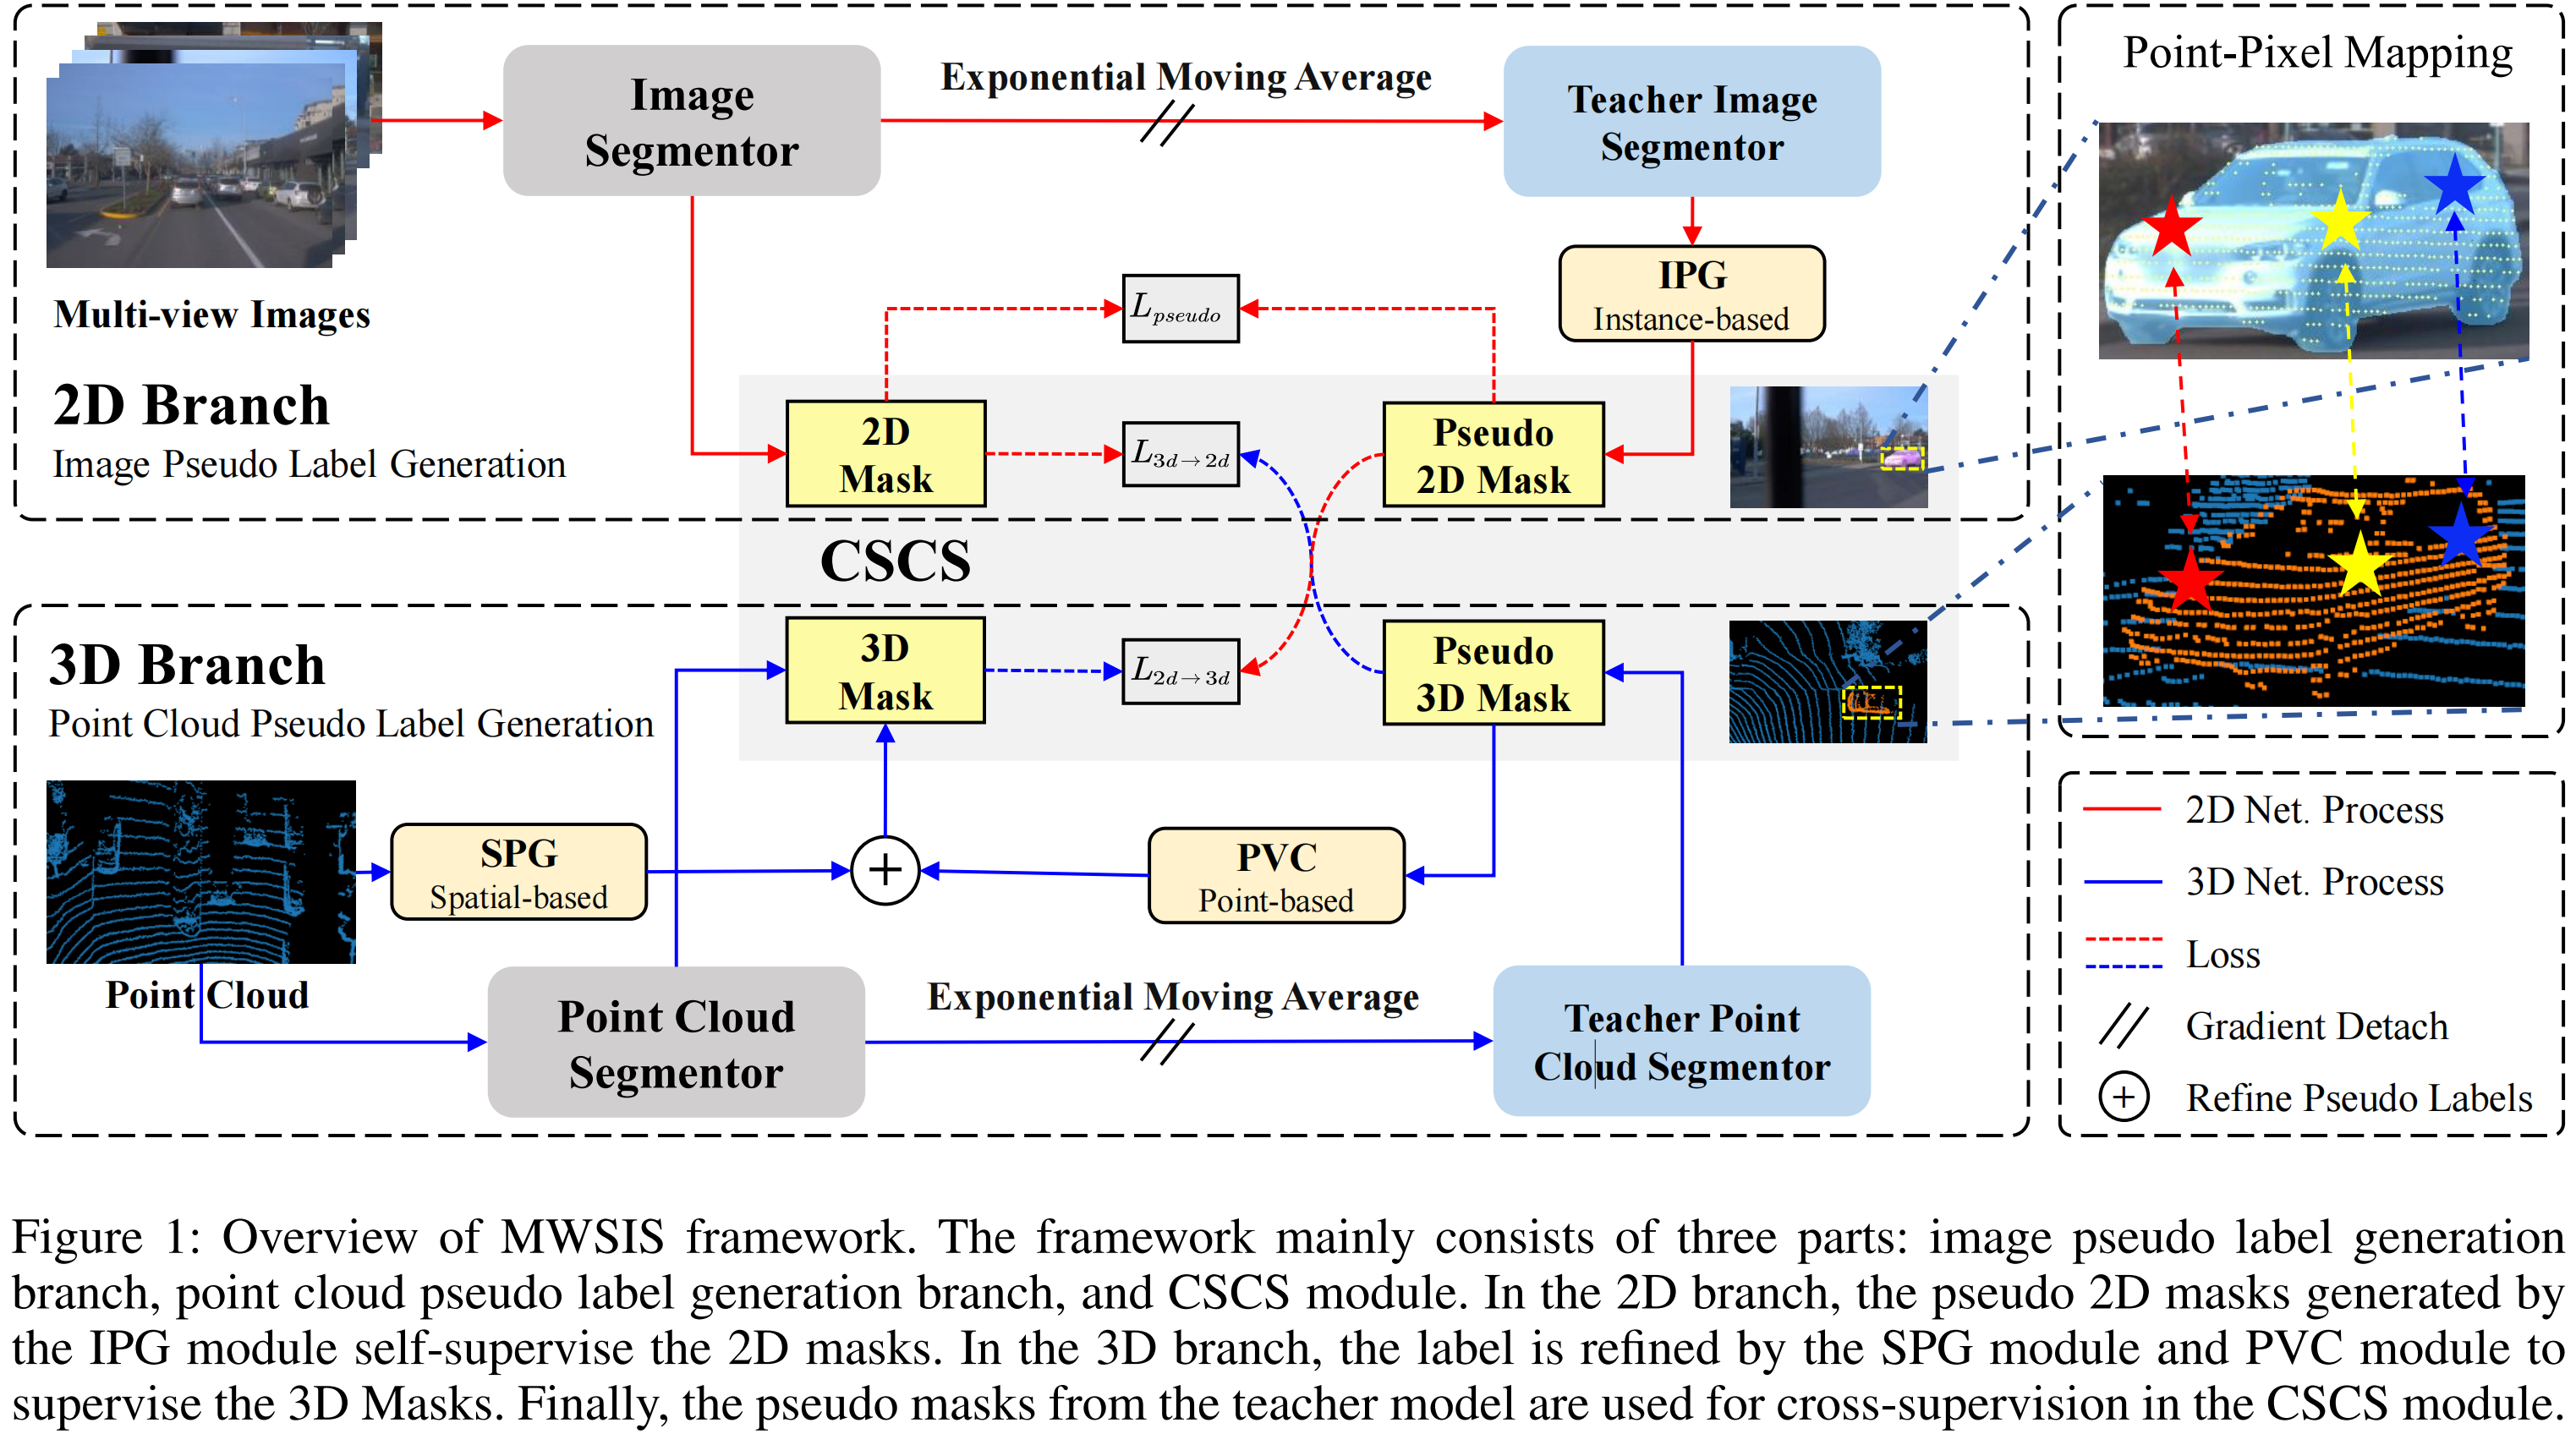 Exponential Moving Average
Image
Segmentor
Teacher Image
Segmentor
IPG
Instance-based
Multi-view Images
2D Branch
Image Pseudo Label Generation
L_{pseudo}
2D
Mask
L_{3d→2d}
Pseudo
2D Mask
CSCS
3D Branch
Point Cloud Pseudo Label Generation
3D
Mask
L_{2d→3d}
Pseudo
3D Mask
SPG
Spatial-based
+
PVC
Point-based
Point Cloud
Point Cloud
Segmentor
Exponential Moving Average
Teacher Point
Cloud Segmentor
Point-Pixel Mapping
2D Net. Process
3D Net. Process
Loss
Gradient Detach
+ Refine Pseudo Labels
Figure 1: Overview of MWSIS framework. The framework mainly consists of three parts: image pseudo label generation
branch, point cloud pseudo label generation branch, and CSCS module. In the 2D branch, the pseudo 2D masks generated by
the IPG module self-supervise the 2D masks. In the 3D branch, the label is refined by the SPG module and PVC module to
supervise the 3D Masks. Finally, the pseudo masks from the teacher model are used for cross-supervision in the CSCS module.